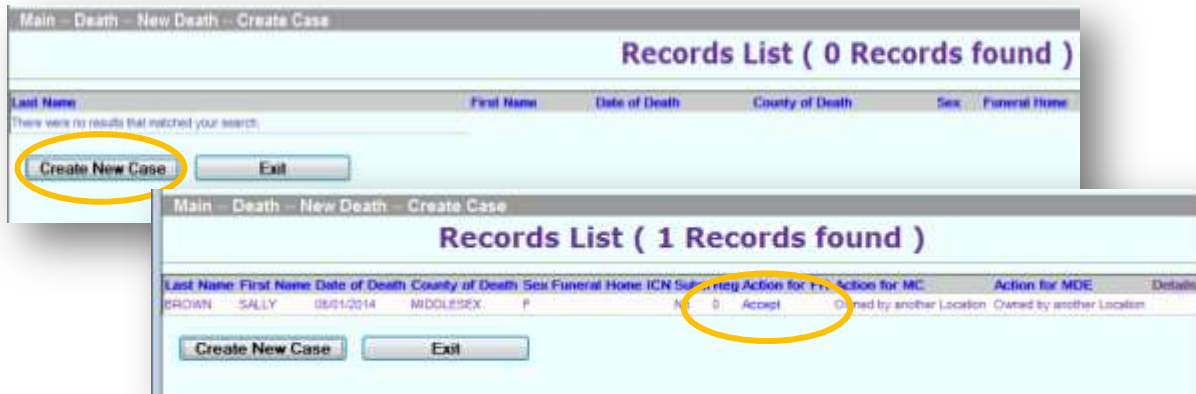 Main – Death – New Death – Create Case
Records List ( 0 Records found )
Last Name First Name Date of Death County of Death Sex Funeral Home
There were no results that matched your search.
Create New Case Exit
Main – Death – New Death – Create Case
Records List ( 1 Records found )
Last Name First Name Date of Death County of Death Sex Funeral Home ICN Reg Action for Action for MC Action for MDE Details
BROWN SALLY 08/01/2014 MIDDLESEX F 0 Accept Owned by another Location Owned by another Location
Create New Case Exit